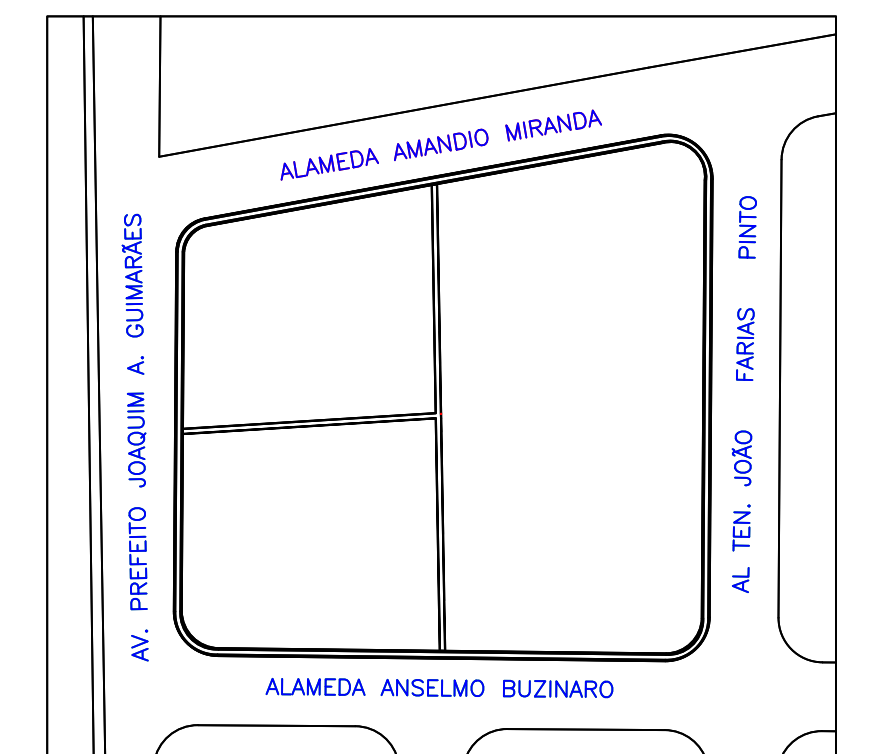 ALAMEDA AMANDIO MIRANDA
AV. PREFEITO JOAQUIM A. GUIMARÃES
AL TEN. JOÃO FARIAS PINTO
ALAMEDA ANSELMO BUZINARO